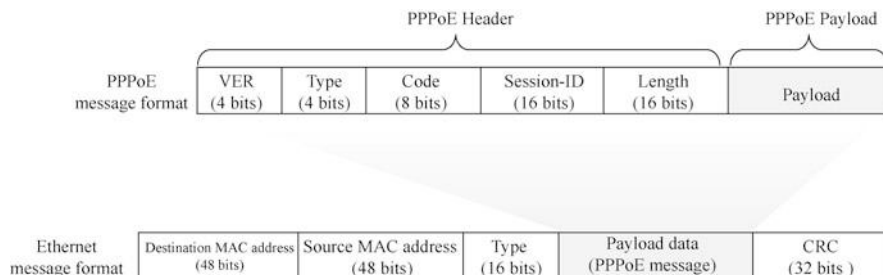 PPPoE Header
PPPoE Payload
PPPoE
message format
VER
(4 bits)
Type
(4 bits)
Code
(8 bits)
Session-ID
(16 bits)
Length
(16 bits)
Payload
Ethernet
message format
Destination MAC address
(48 bits)
Source MAC address
(48 bits)
Type
(16 bits)
Payload data
(PPPoE message)
CRC
(32 bits )